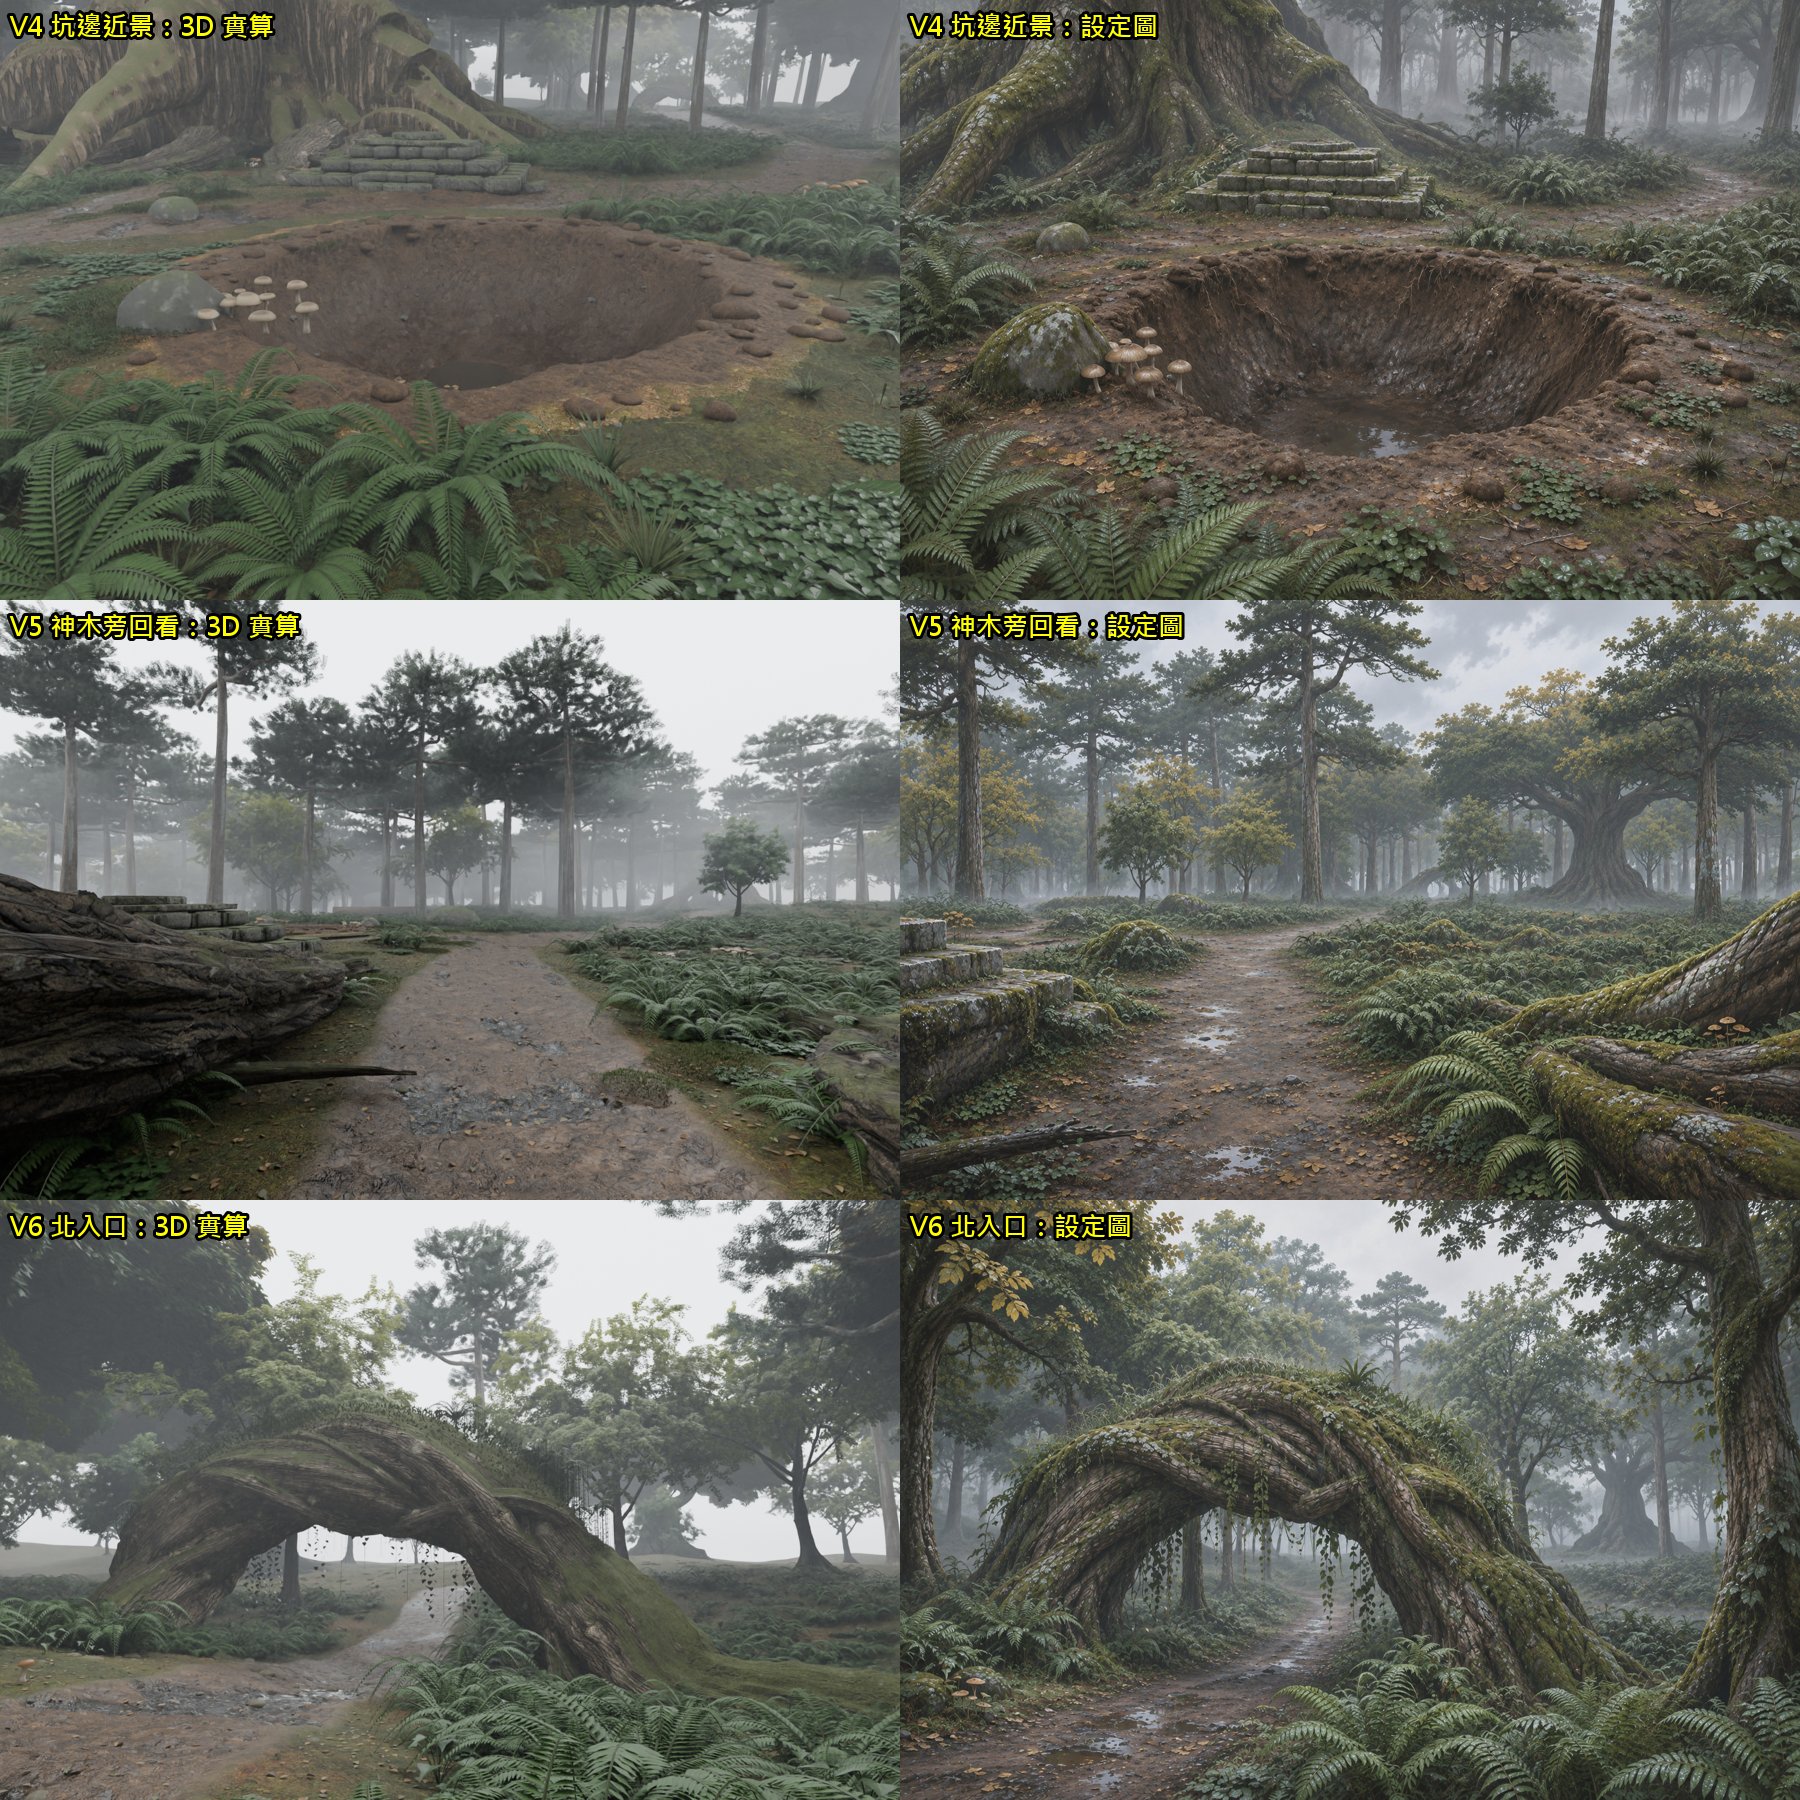 V4 坑邊近景：3D 實算
V4 坑邊近景：設定圖
V5 神木旁回看：3D 實算
V5 神木旁回看：設定圖
V6 北入口：3D 實算
V6 北入口：設定圖